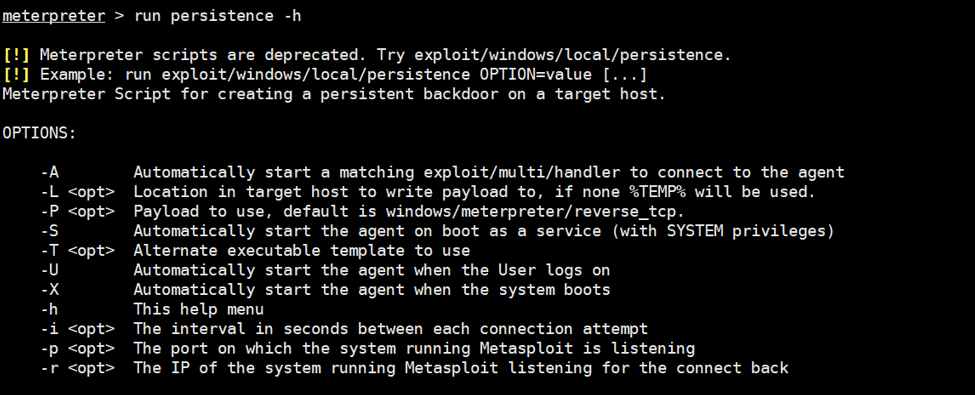 meterpreter > run persistence -h
[!] Meterpreter scripts are deprecated. Try exploit/windows/local/persistence.
[!] Example: run exploit/windows/local/persistence OPTION=value [...]
Meterpreter Script for creating a persistent backdoor on a target host.
OPTIONS:
-A Automatically start a matching exploit/multi/handler to connect to the agent
-L <opt> Location in target host to write payload to, if none %TEMP% will be used.
-P <opt> Payload to use, default is windows/meterpreter/reverse_tcp.
-S Automatically start the agent on boot as a service (with SYSTEM privileges)
-T <opt> Alternate executable template to use
-U Automatically start the agent when the User logs on
-X Automatically start the agent when the system boots
-h This help menu
-i <opt> The interval in seconds between each connection attempt
-p <opt> The port on which the system running Metasploit is listening
-r <opt> The IP of the system running Metasploit listening for the connect back